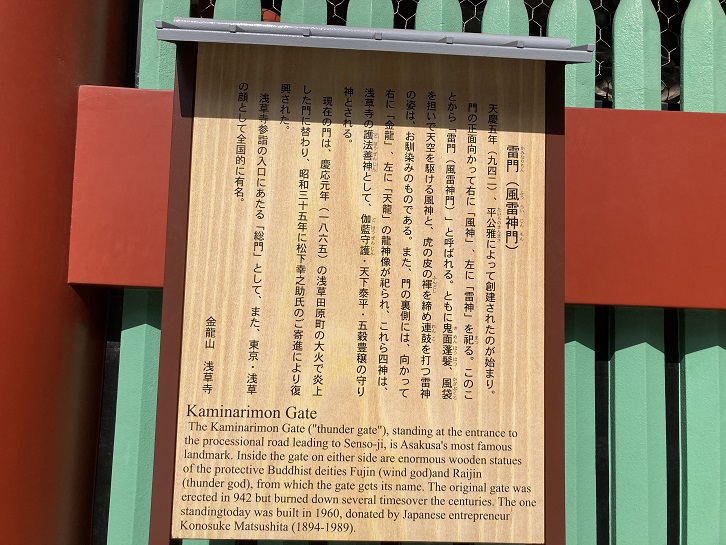 雷門（風雷神門）
天慶五年（九四二）、平公雅によって創建されたのが始まり。
門の正面向かって右に「風神」、左に「雷神」を祀る。このこ
とから「雷門（風雷神門）」と呼ばれる。ともに鬼面蓬髪、風袋
を担いで天空を駆ける風神と、虎の皮の褌を締め連鼓を打つ雷神
の姿は、お馴染みのものである。また、門の裏側には、向かって
右に「金龍」、左に「天龍」の龍神像が祀られ、これら四神は、
浅草寺の護法善神として、伽藍守護・天下泰平・五穀豊穣の守り
神とされる。
現在の門は、慶応元年（一八六五）の浅草田原町の大火で炎上
した門に替わり、昭和三十五年に松下幸之助氏のご寄進により復
興された。
浅草寺参詣の入口にあたる「総門」として、また、東京・浅草
の顔として全国的に有名。
金龍山　浅草寺
Kaminarimon Gate
The Kaminarimon Gate ("thunder gate"), standing at the entrance to
the processional road leading to Senso-ji, is Asakusa's most famous
landmark. Inside the gate on either side are enormous wooden statues
of the protective Buddhist deities Fujin (wind god)and Raijin
(thunder god), from which the gate gets its name. The original gate was
erected in 942 but burned down several timesover the centuries. The one
standingtoday was built in 1960, donated by Japanese entrepreneur
Konosuke Matsushita (1894-1989).